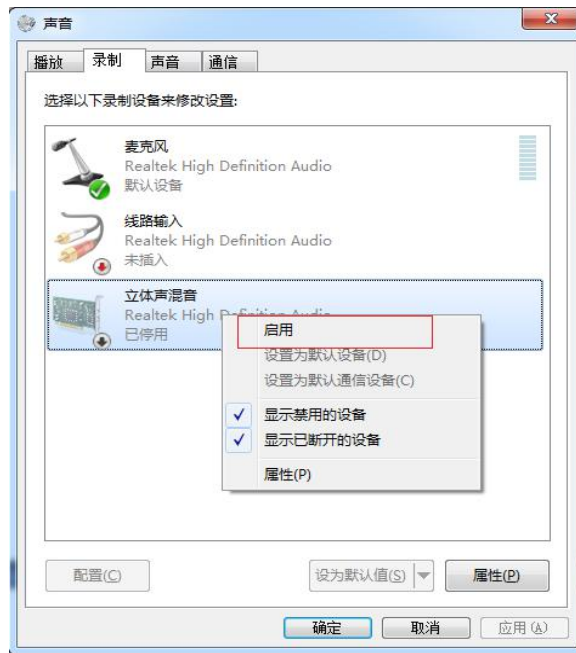 声音
播放 录制 声音 通信
选择以下录制设备来修改设置:
麦克风
Realtek High Definition Audio
默认设备
线路输入
Realtek High Definition Audio
未插入
立体声混音
Realtek High Definition Audio
已停用
启用
设置为默认设备(D)
设置为默认通信设备(C)
显示禁用的设备
显示已断开的设备
属性(P)
配置(C) 设为默认值(S) 属性(P)
确定 取消 应用(A)